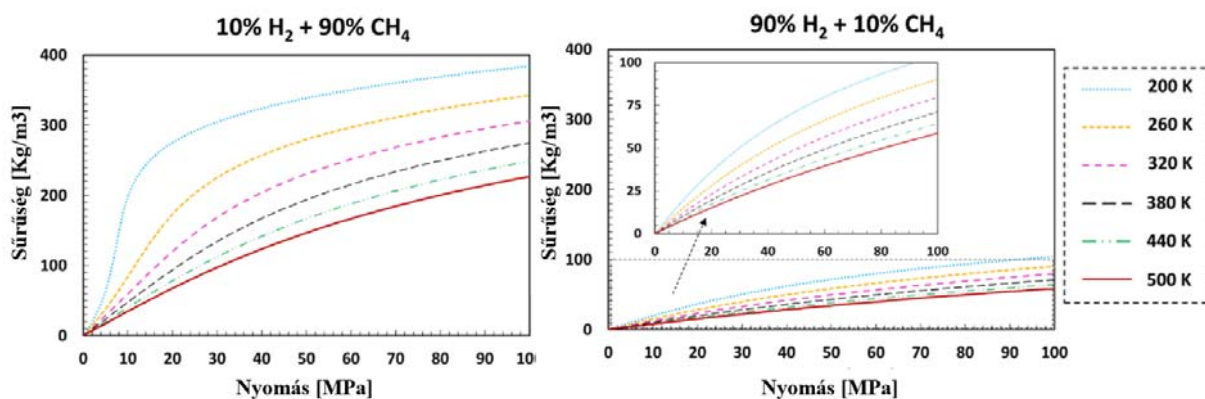 10% H₂ + 90% CH₄
400
300
200
100
0
Sűrűség [Kg/m3]
0 10 20 30 40 50 60 70 80 90 10
Nyomás [MPa]
90% H₂ + 10% CH₄
400
300
200
100
0
Sűrűség [Kg/m3]
100
75
50
25
0
0 20 40 60 80 100
0 10 20 30 40 50 60 70 80 90 100
Nyomás [MPa]
200 K
260 K
320 K
380 K
440 K
500 K